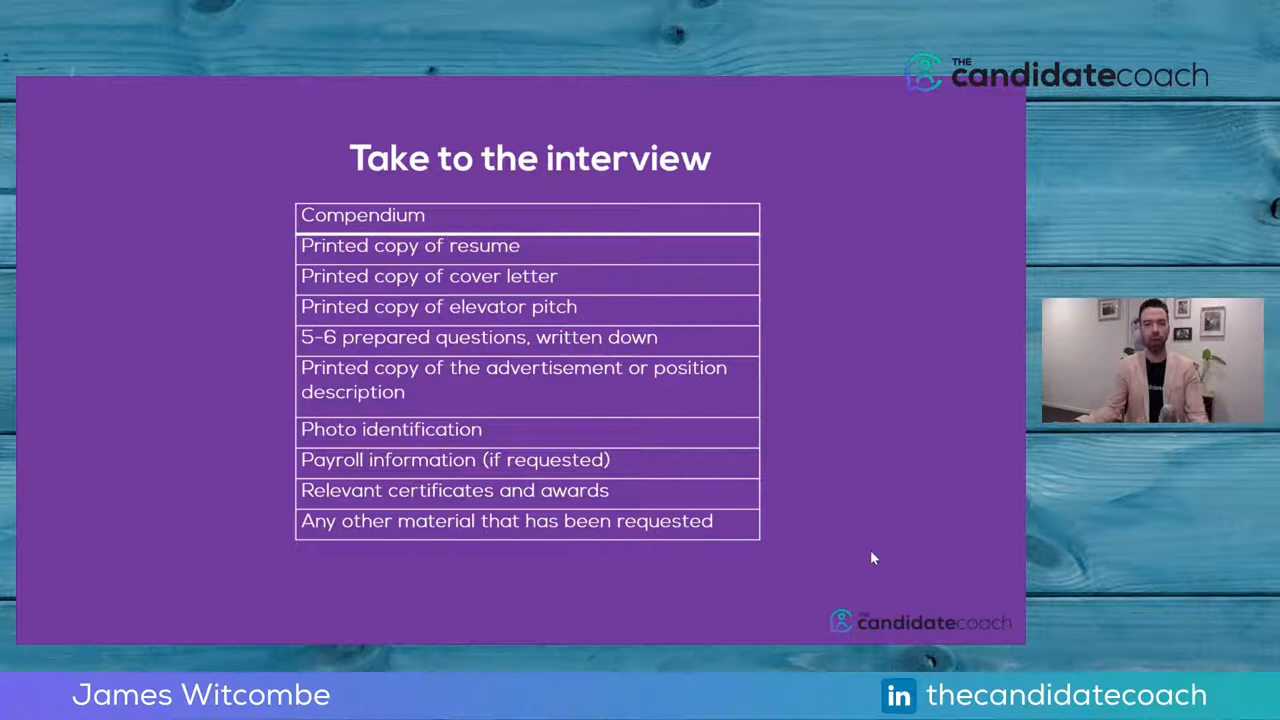 THE
candidatecoach
Take to the interview
Compendium
Printed copy of resume
Printed copy of cover letter
Printed copy of elevator pitch
5-6 prepared questions, written down
Printed copy of the advertisement or position
description
Photo identification
Payroll information (if requested)
Relevant certificates and awards
Any other material that has been requested
THE
candidatecoach
James Witcombe
in thecandidatecoach